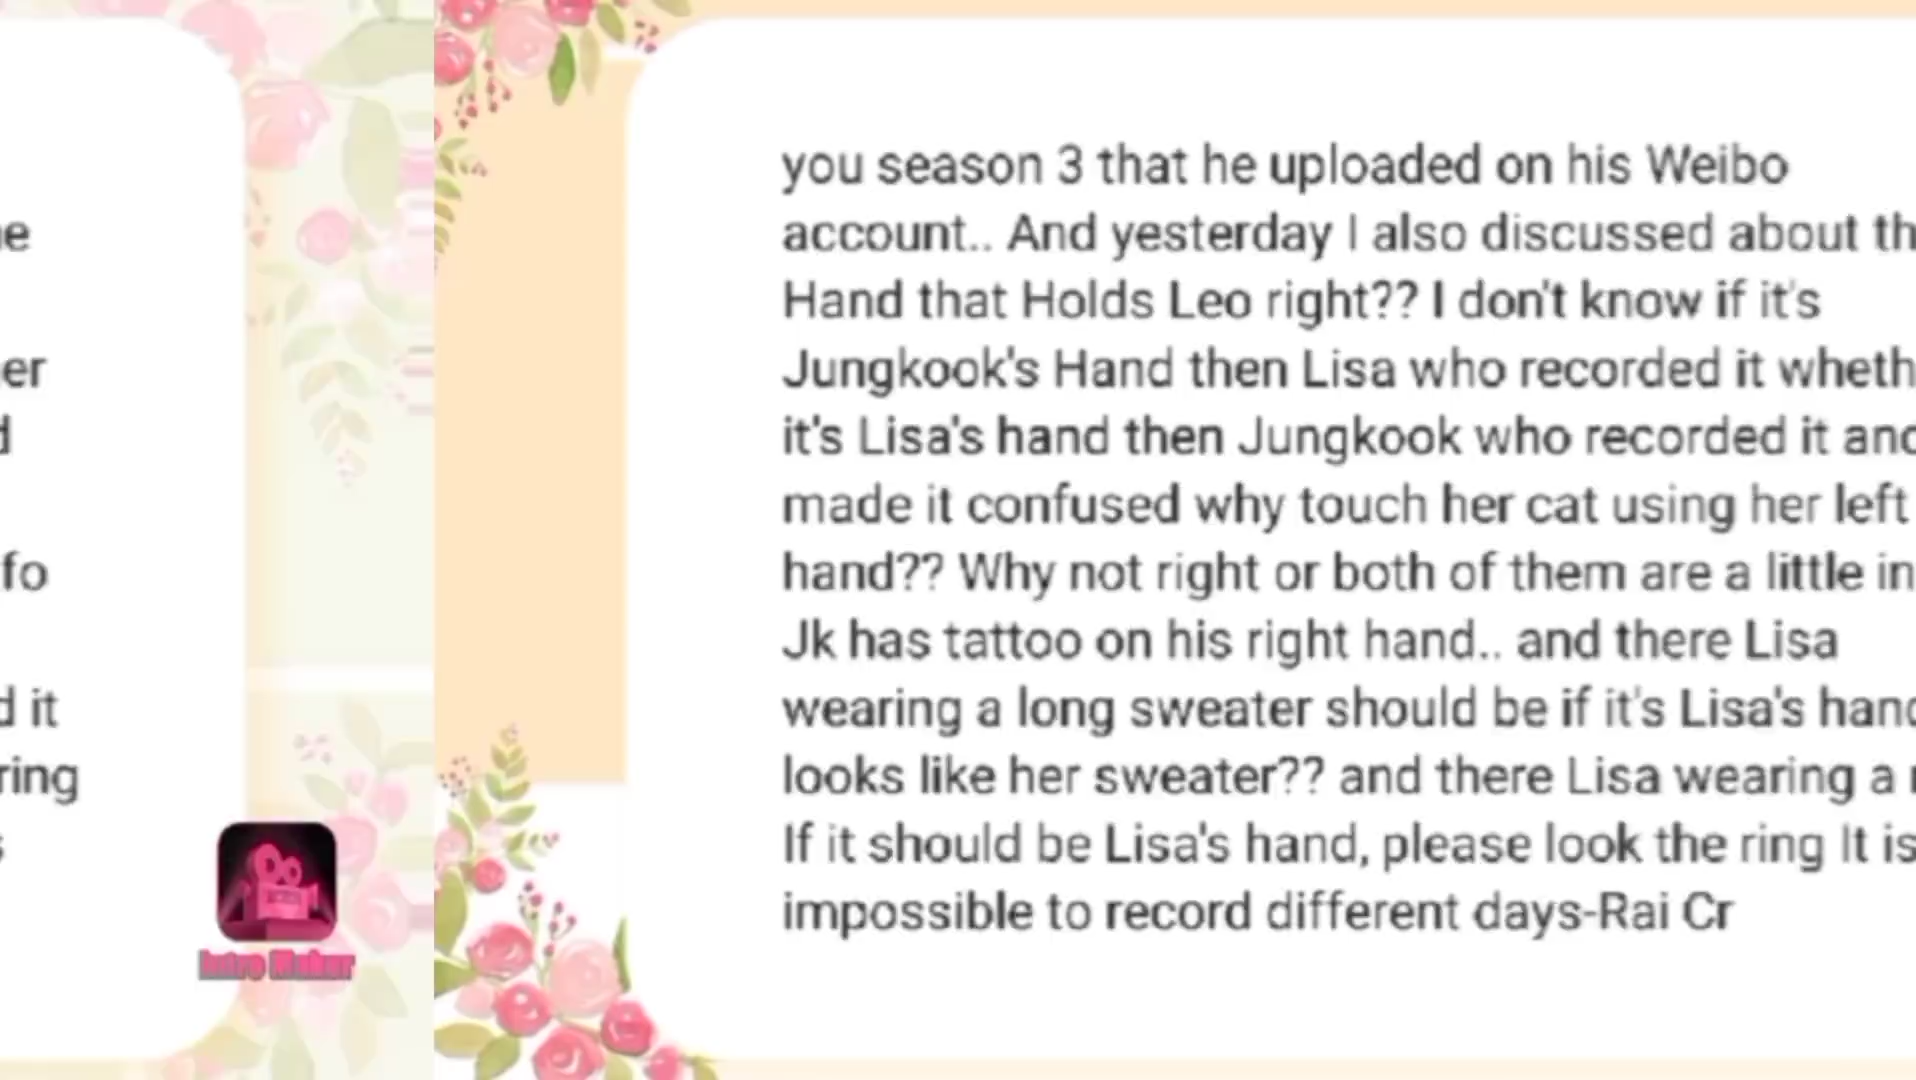 ne
er
d
fo
d it
ring
s
Intro Maker
you season 3 that he uploaded on his Weibo
account.. And yesterday I also discussed about th
Hand that Holds Leo right?? I don't know if it's
Jungkook's Hand then Lisa who recorded it wheth
it's Lisa's hand then Jungkook who recorded it and
made it confused why touch her cat using her left
hand?? Why not right or both of them are a little in
Jk has tattoo on his right hand.. and there Lisa
wearing a long sweater should be if it's Lisa's hand
looks like her sweater?? and there Lisa wearing a r
If it should be Lisa's hand, please look the ring It is
impossible to record different days-Rai Cr